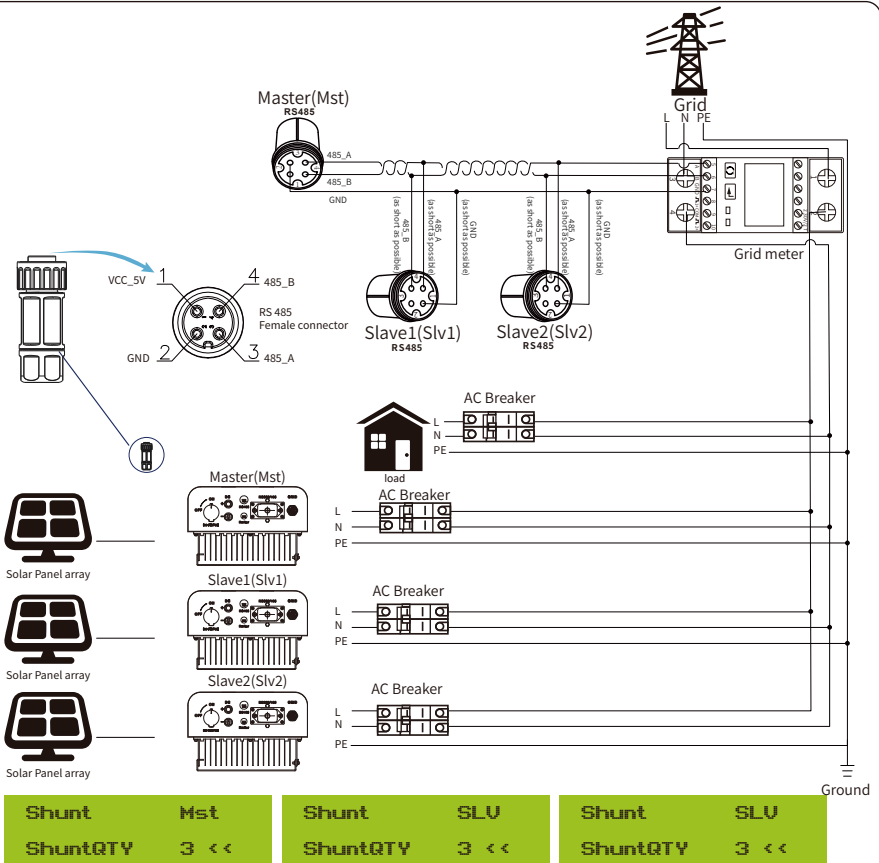 Master(Mst)
RS485
485_A
485_B
GND
Grid
L N PE
Grid meter
485_B
(as short as possible)
485_A
(as short as possible)
GND
(as short as possible)
485_B
(as short as possible)
485_A
(as short as possible)
GND
(as short as possible)
Slave1(Slv1)
RS485
Slave2(Slv2)
RS485
VCC_5V 1
4 485_B
RS 485
Female connector
GND 2
3 485_A
AC Breaker
L
N
PE
load
Master(Mst)
AC Breaker
L
N
PE
Solar Panel array
Slave1(Slv1)
AC Breaker
L
N
PE
Solar Panel array
Slave2(Slv2)
AC Breaker
L
N
PE
Solar Panel array
Ground
Shunt Mst
ShuntQTY 3 <<
Shunt SLV
ShuntQTY 3 <<
Shunt SLV
ShuntQTY 3 <<